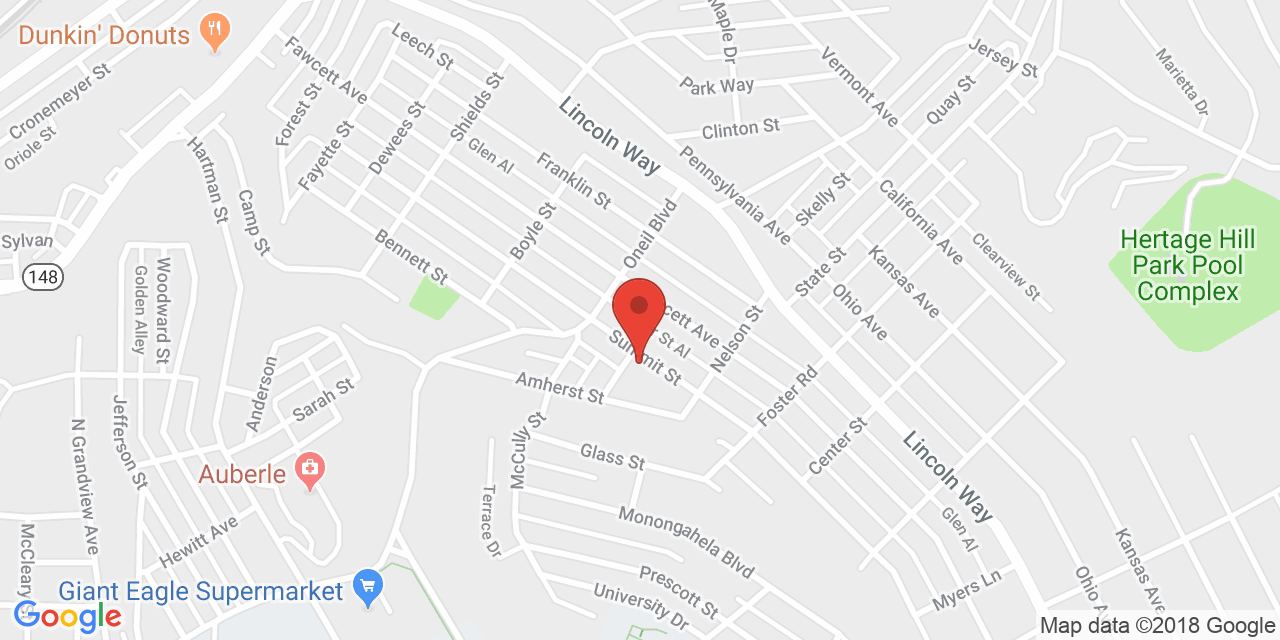 Dunkin' Donuts
Cronemeyer St
Oriole St
Fawcett Ave
Leech St
Forest St
Fayette St
Dewees St
Shields St
Glen Al
Franklin St
Lincoln Way
Maple Dr
Park Way
Clinton St
Vermont Ave
Jersey St
Quay St
Marietta Dr
Hartman St
Camp St
Bennett St
Boyle St
Oneil Blvd
Pennsylvania Ave
Skelly St
California Ave
Clearview St
State St
Kansas Ave
Ohio Ave
Hertage Hill
Park Pool
Complex
Sylvan
148
Golden Alley
Woodward St
cett Ave
St Al
Summit St
Nelson St
Anderson
Sarah St
Amherst St
Foster Rd
Center St
N Grandview Ave
Jefferson St
Auberle
McCully St
Glass St
Lincoln Way
Terrace Dr
Hewitt Ave
Monongahela Blvd
Glen Al
McCleary
Giant Eagle Supermarket
Prescott St
University Dr
Myers Ln
Ohio A
Kansas Ave
Google
Map data ©2018 Google